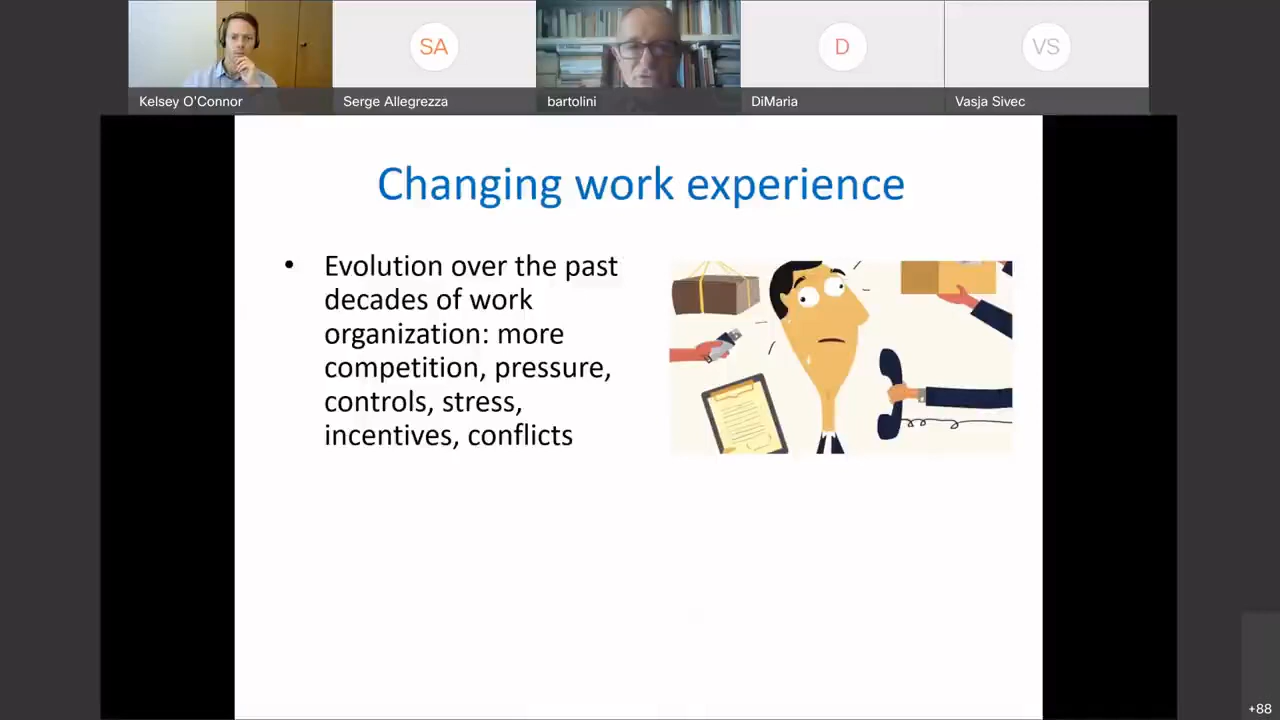 SA
D
VS
Kelsey O'Connor
Serge Allegrezza
bartolini
DiMaria
Vasja Sivec
Changing work experience
• Evolution over the past
decades of work
organization: more
competition, pressure,
controls, stress,
incentives, conflicts
+88